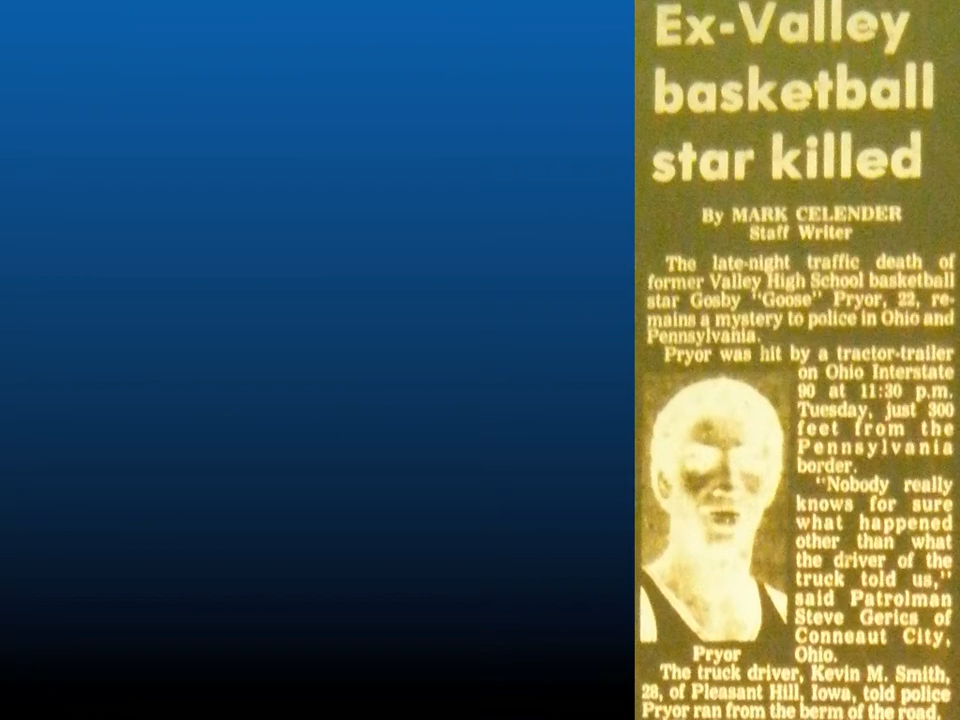 Ex-Valley
basketball
star killed
By MARK CELENDER
Staff Writer
The late-night traffic death of
former Valley High School basketball
star Gosby "Goose" Pryor, 22, re-
mains a mystery to police in Ohio and
Pennsylvania.
Pryor was hit by a tractor-trailer
on Ohio Interstate
90 at 11:30 p.m.
Tuesday, just 300
feet from the
Pennsylvania
border.
"Nobody really
knows for sure
what happened
other than what
the driver of the
truck told us,"
said Patrolman
Steve Gerics of
Conneaut City,
Ohio.
Pryor
The truck driver, Kevin M. Smith,
28, of Pleasant Hill, Iowa, told police
Pryor ran from the berm of the road,